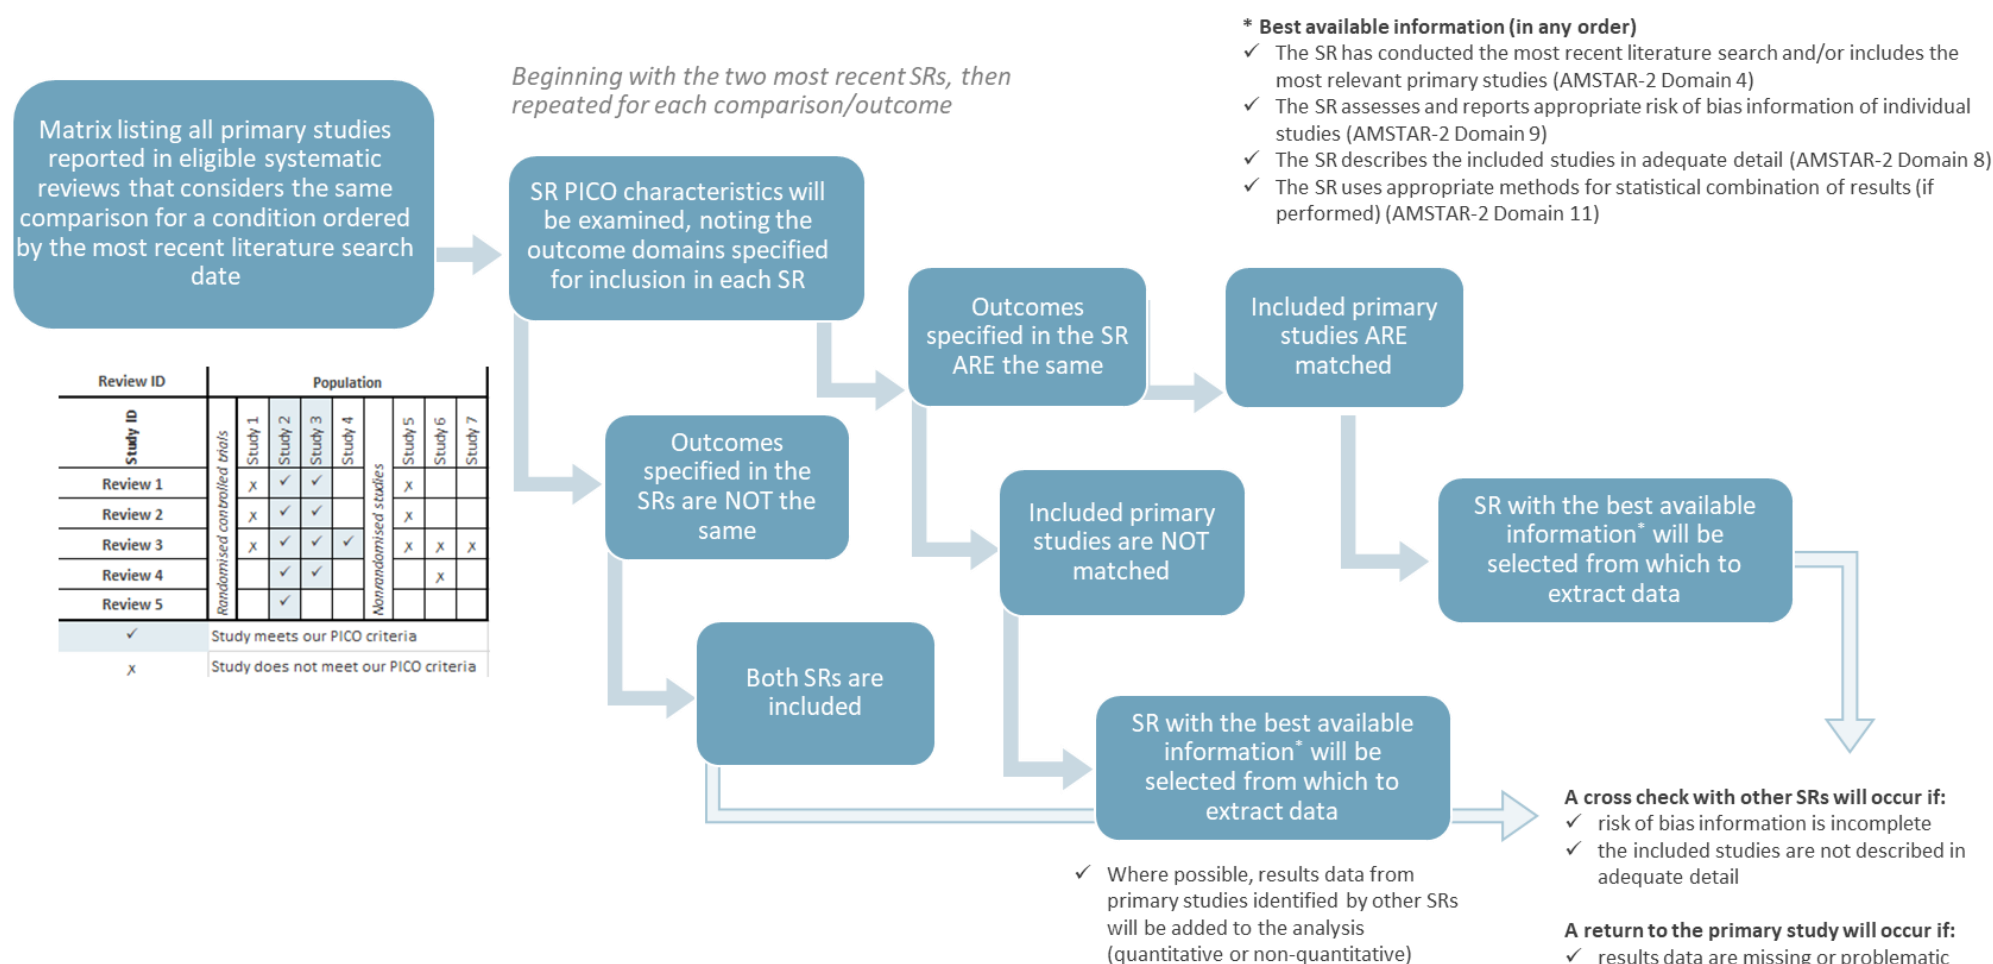 * Best available information (in any order)
✓ The SR has conducted the most recent literature search and/or includes the
most relevant primary studies (AMSTAR-2 Domain 4)
✓ The SR assesses and reports appropriate risk of bias information of individual
studies (AMSTAR-2 Domain 9)
✓ The SR describes the included studies in adequate detail (AMSTAR-2 Domain 8)
✓ The SR uses appropriate methods for statistical combination of results (if
performed) (AMSTAR-2 Domain 11)
Beginning with the two most recent SRs, then
repeated for each comparison/outcome
Matrix listing all primary studies
reported in eligible systematic
reviews that considers the same
comparison for a condition ordered
by the most recent literature search
date
SR PICO characteristics will
be examined, noting the
outcome domains specified
for inclusion in each SR
Outcomes
specified in the SR
ARE the same
Included primary
studies ARE
matched
Outcomes
specified in the
SRs are NOT the
same
Included primary
studies are NOT
matched
SR with the best available
information* will be
selected from which to
extract data
Both SRs are
included
SR with the best available
information* will be
selected from which to
extract data
Review ID Population
Study ID Randomised controlled trials Study 1 Study 2 Study 3 Study 4 Nonrandomised studies Study 5 Study 6 Study 7
Review 1 x ✓ ✓ x
Review 2 x ✓ ✓ x
Review 3 x ✓ ✓ ✓ x x x
Review 4 ✓ ✓ x
Review 5 ✓
✓ Study meets our PICO criteria
x Study does not meet our PICO criteria
✓ Where possible, results data from
primary studies identified by other SRs
will be added to the analysis
(quantitative or non-quantitative)
A cross check with other SRs will occur if:
✓ risk of bias information is incomplete
✓ the included studies are not described in
adequate detail
A return to the primary study will occur if:
✓ results data are missing or problematic